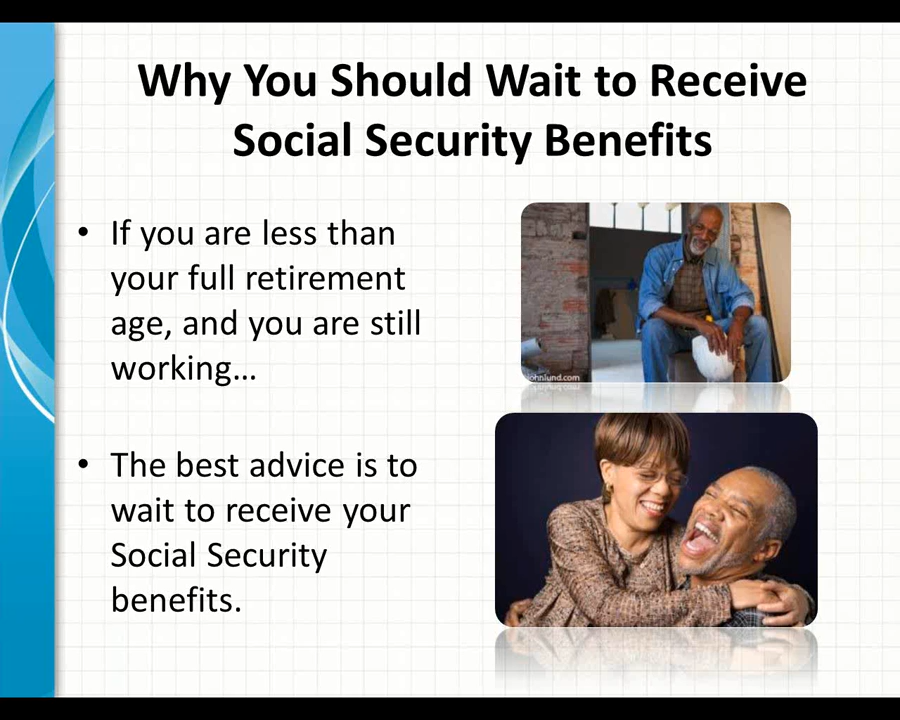 Why You Should Wait to Receive
Social Security Benefits
• If you are less than
your full retirement
age, and you are still
working...
• The best advice is to
wait to receive your
Social Security
benefits.
johnlund.com